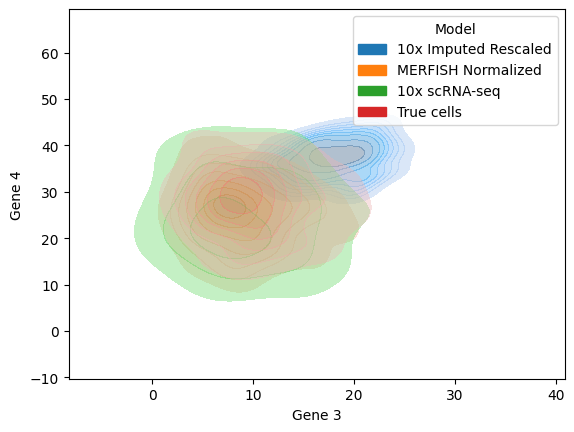 Model
10x Imputed Rescaled
MERFISH Normalized
10x scRNA-seq
True cells
60
50
40
30
20
10
0
−10
Gene 4
0
10
20
30
40
Gene 3